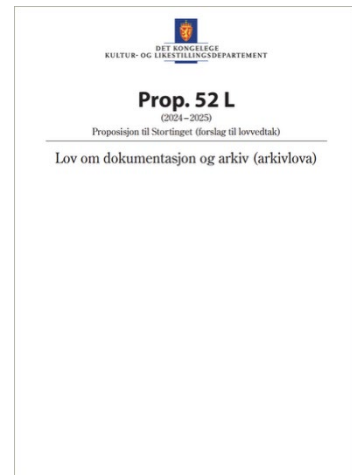 DET KONGELEGE
KULTUR- OG LIKESTILLINGSDEPARTEMENT
Prop. 52 L
(2024–2025)
Proposisjon til Stortinget (forslag til lovvedtak)
Lov om dokumentasjon og arkiv (arkivlova)